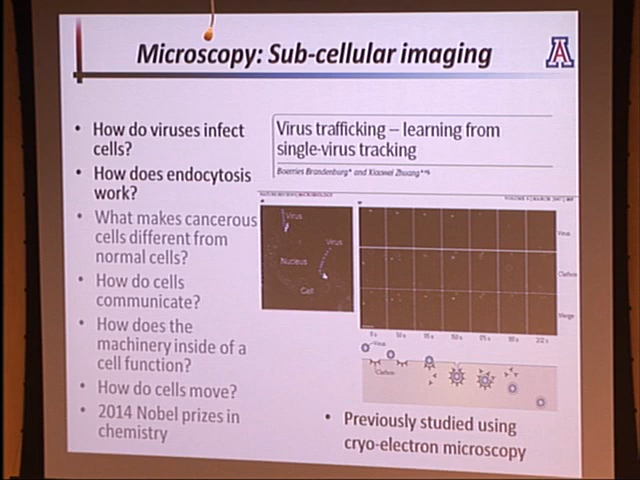 Microscopy: Sub-cellular imaging
A
• How do viruses infect
cells?
• How does endocytosis
work?
• What makes cancerous
cells different from
normal cells?
• How do cells
communicate?
• How does the
machinery inside of a
cell function?
• How do cells move?
• 2014 Nobel prizes in
chemistry
Virus trafficking – learning from
single-virus tracking
Boerries Brandenburg* and Xiaowei Zhuang*
Virus
Virus
Nucleus
Cell
Virus
Clathrin
Merge
0 s
Virus
Clathrin
• Previously studied using
cryo-electron microscopy